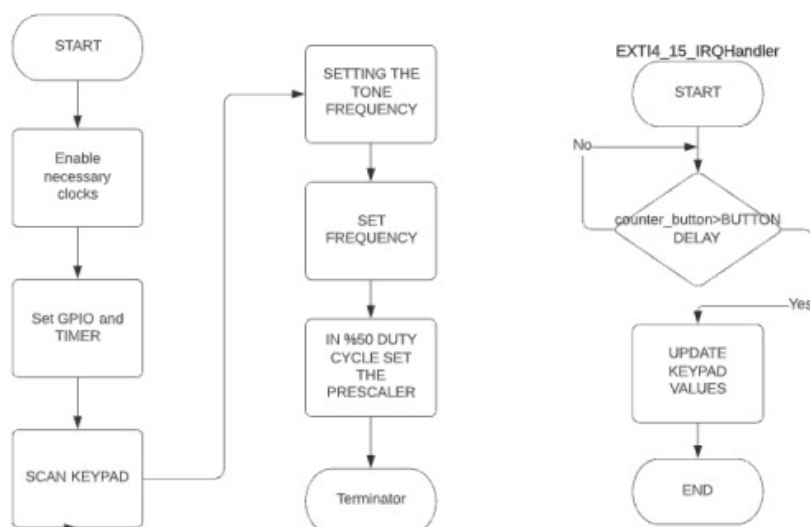 START
Enable
necessary
clocks
Set GPIO and
TIMER
SCAN KEYPAD
SETTING THE
TONE
FREQUENCY
SET
FREQUENCY
IN %50 DUTY
CYCLE SET
THE
PRESCALER
Terminator
EXTI4_15_IRQHandler
START
No
counter_button>BUTTON
DELAY
Yes
UPDATE
KEYPAD
VALUES
END